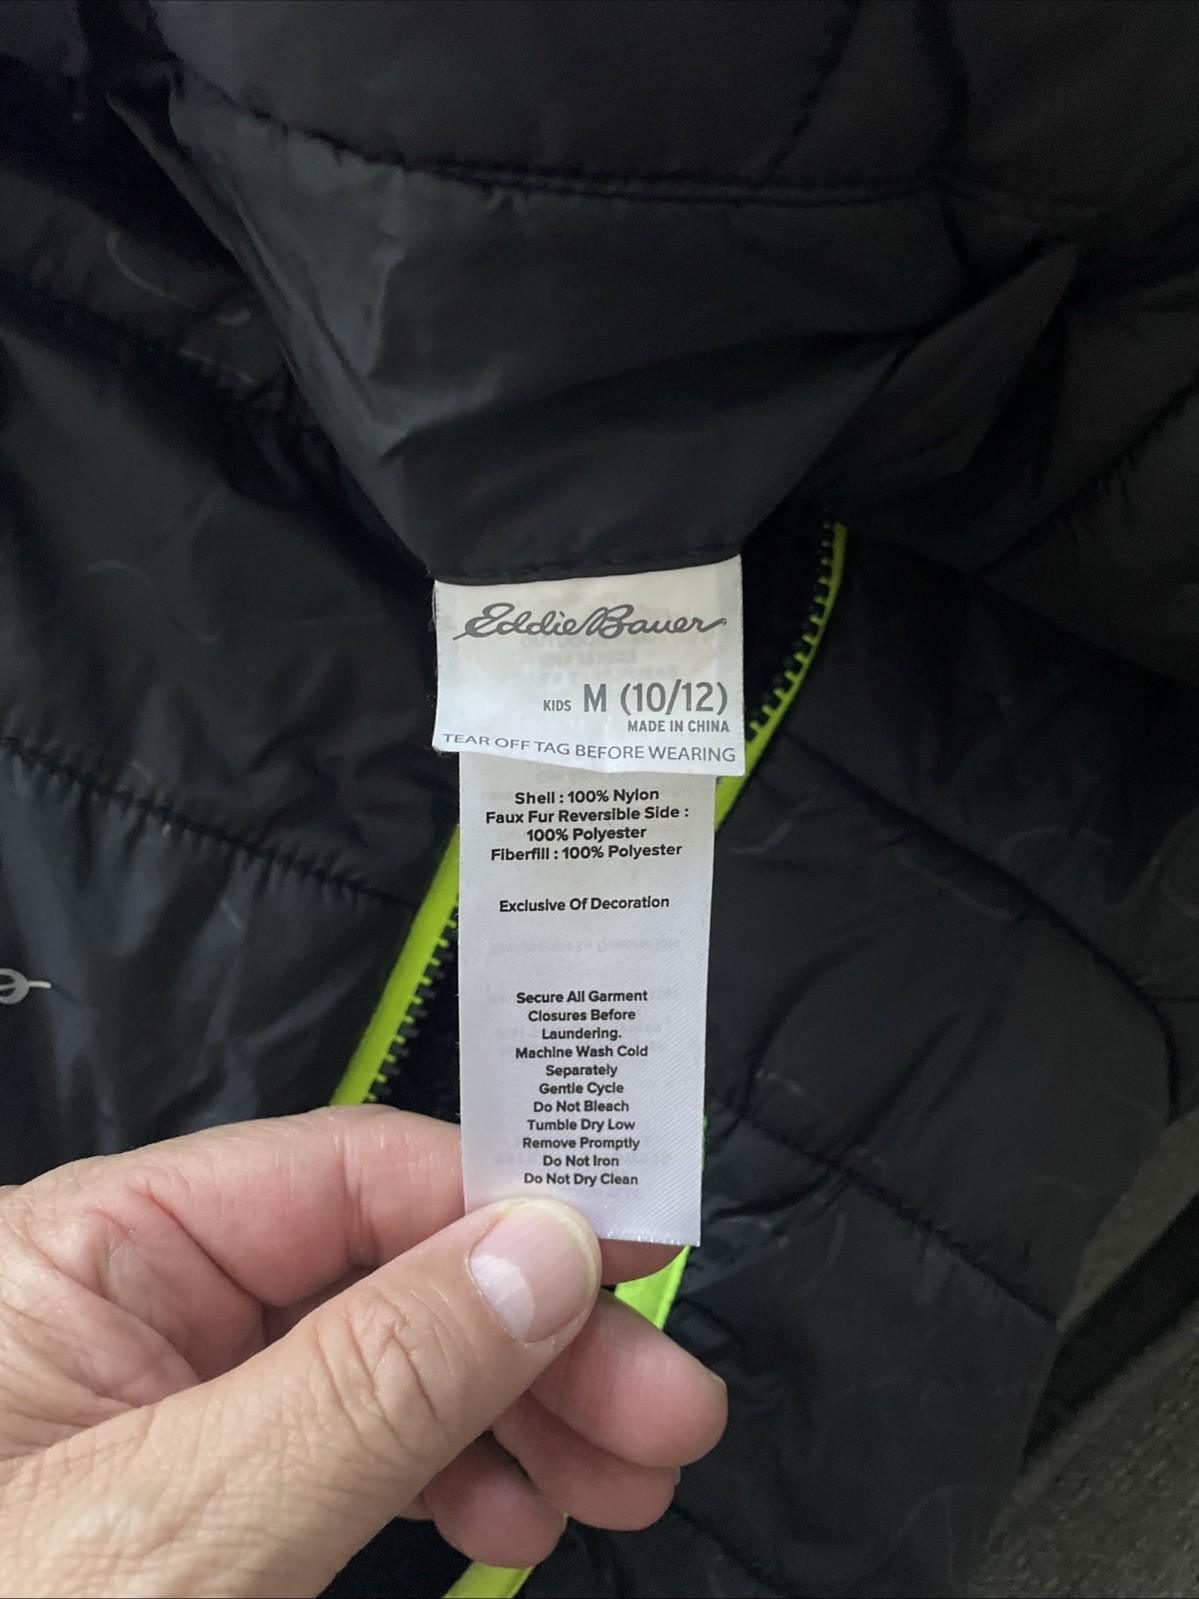 Eddie Bauer
KIDS M (10/12)
MADE IN CHINA
TEAR OFF TAG BEFORE WEARING
Shell : 100% Nylon
Faux Fur Reversible Side :
100% Polyester
Fiberfill : 100% Polyester
Exclusive Of Decoration
Secure All Garment
Closures Before
Laundering.
Machine Wash Cold
Separately
Gentle Cycle
Do Not Bleach
Tumble Dry Low
Remove Promptly
Do Not Iron
Do Not Dry Clean